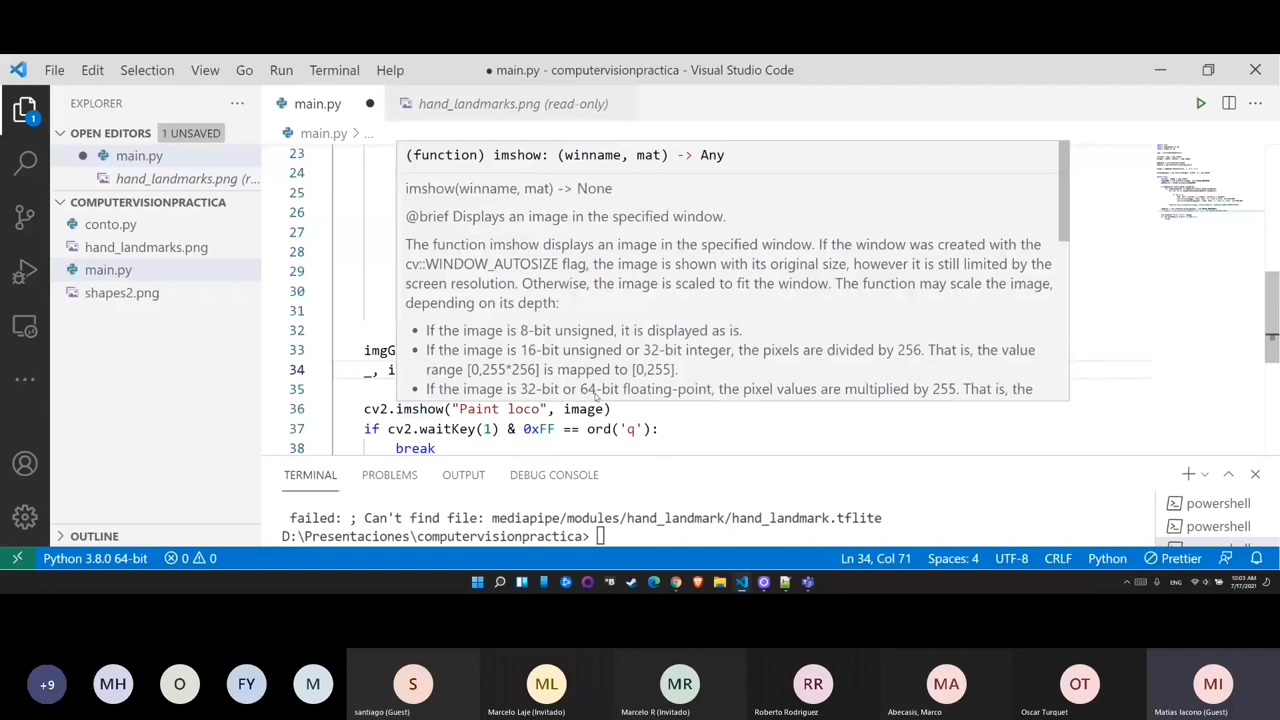 File Edit Selection View Go Run Terminal Help
● main.py - computervisionpractica - Visual Studio Code
EXPLORER
main.py
hand_landmarks.png (read-only)
OPEN EDITORS 1 UNSAVED
main.py > ...
main.py
hand_landmarks.png (r...
COMPUTERVISIONPRACTICA
conto.py
hand_landmarks.png
main.py
shapes2.png
OUTLINE
23
24
25
26
27
28
29
30
31
32
33 imgG
34 _, i
35
36 cv2.imshow("Paint loco", image)
37 if cv2.waitKey(1) & 0xFF == ord('q'):
38 break
(function) imshow: (winname, mat) -> Any
imshow(winname, mat) -> None
@brief Displays an image in the specified window.
The function imshow displays an image in the specified window. If the window was created with the
cv::WINDOW_AUTOSIZE flag, the image is shown with its original size, however it is still limited by the
screen resolution. Otherwise, the image is scaled to fit the window. The function may scale the image,
depending on its depth:
• If the image is 8-bit unsigned, it is displayed as is.
• If the image is 16-bit unsigned or 32-bit integer, the pixels are divided by 256. That is, the value
range [0,255*256] is mapped to [0,255].
• If the image is 32-bit or 64-bit floating-point, the pixel values are multiplied by 255. That is, the
TERMINAL PROBLEMS OUTPUT DEBUG CONSOLE
failed: ; Can't find file: mediapipe/modules/hand_landmark/hand_landmark.tflite
D:\Presentaciones\computervisionpractica>
powershell
powershell
Python 3.8.0 64-bit 0 0 Ln 34, Col 71 Spaces: 4 UTF-8 CRLF Python Prettier
ENG
10:03 AM
7/17/2021
+9 MH O FY M S ML MR RR MA OT MI
santiago (Guest) Marcelo Laje (Invitado) Marcelo R (Invitado) Roberto Rodriguez Abecasis, Marco Oscar Turquet Matias Iacono (Guest)